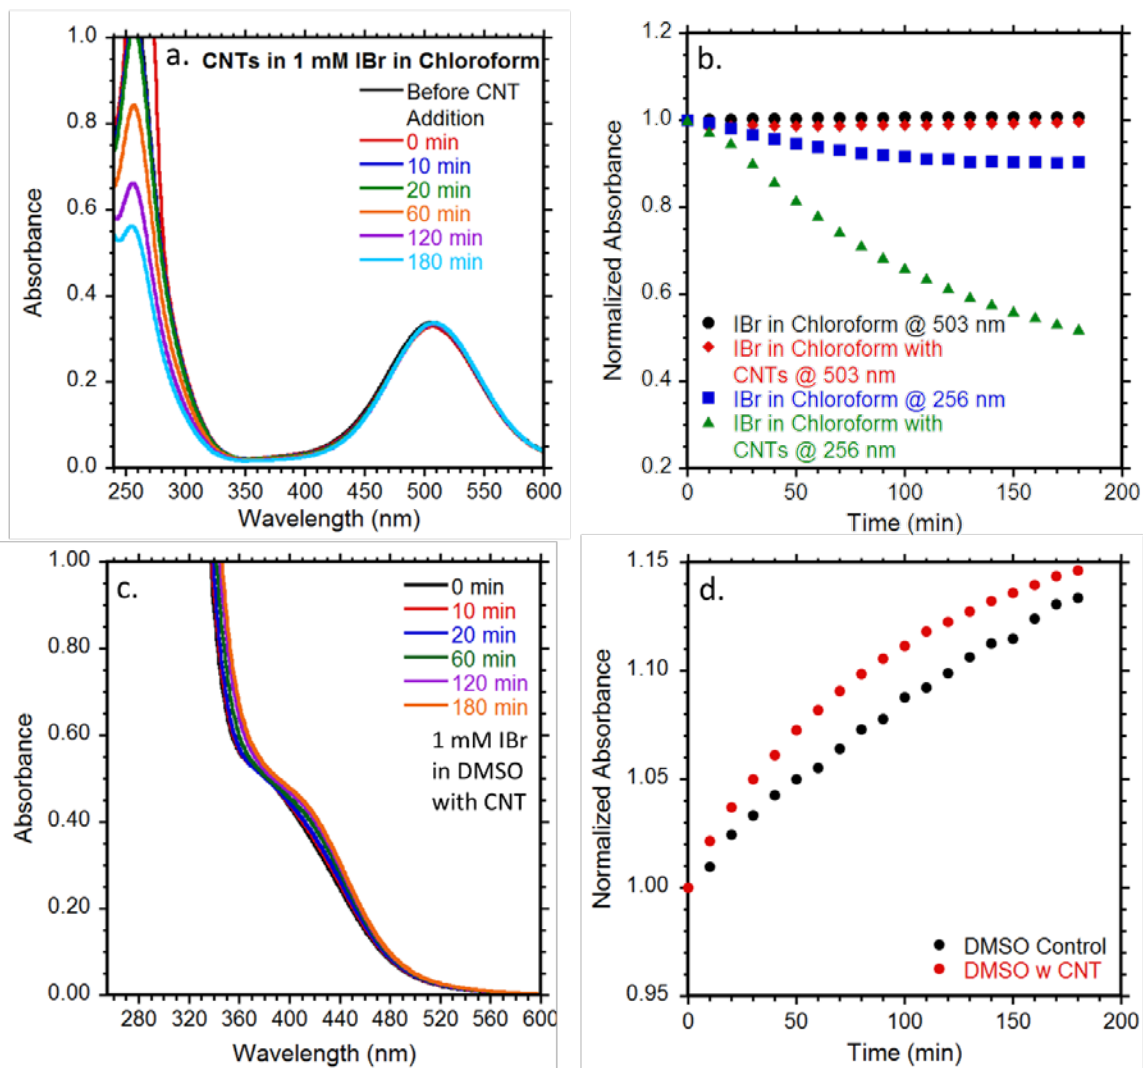 a. CNTs in 1 mM IBr in Chloroform
Before CNT
Addition
0 min
10 min
20 min
60 min
120 min
180 min
1.0
0.8
0.6
0.4
0.2
0.0
Absorbance
250 300 350 400 450 500 550 600
Wavelength (nm)
b.
1.2
1.0
0.8
0.6
0.4
0.2
Normalized Absorbance
IBr in Chloroform @ 503 nm
IBr in Chloroform with
CNTs @ 503 nm
IBr in Chloroform @ 256 nm
IBr in Chloroform with
CNTs @ 256 nm
0 50 100 150 200
Time (min)
c.
0 min
10 min
20 min
60 min
120 min
180 min
1 mM IBr
in DMSO
with CNT
1.00
0.80
0.60
0.40
0.20
0.00
Absorbance
280 320 360 400 440 480 520 560 600
Wavelength (nm)
d.
1.15
1.10
1.05
1.00
0.95
Normalized Absorbance
DMSO Control
DMSO w CNT
0 50 100 150 200
Time (min)